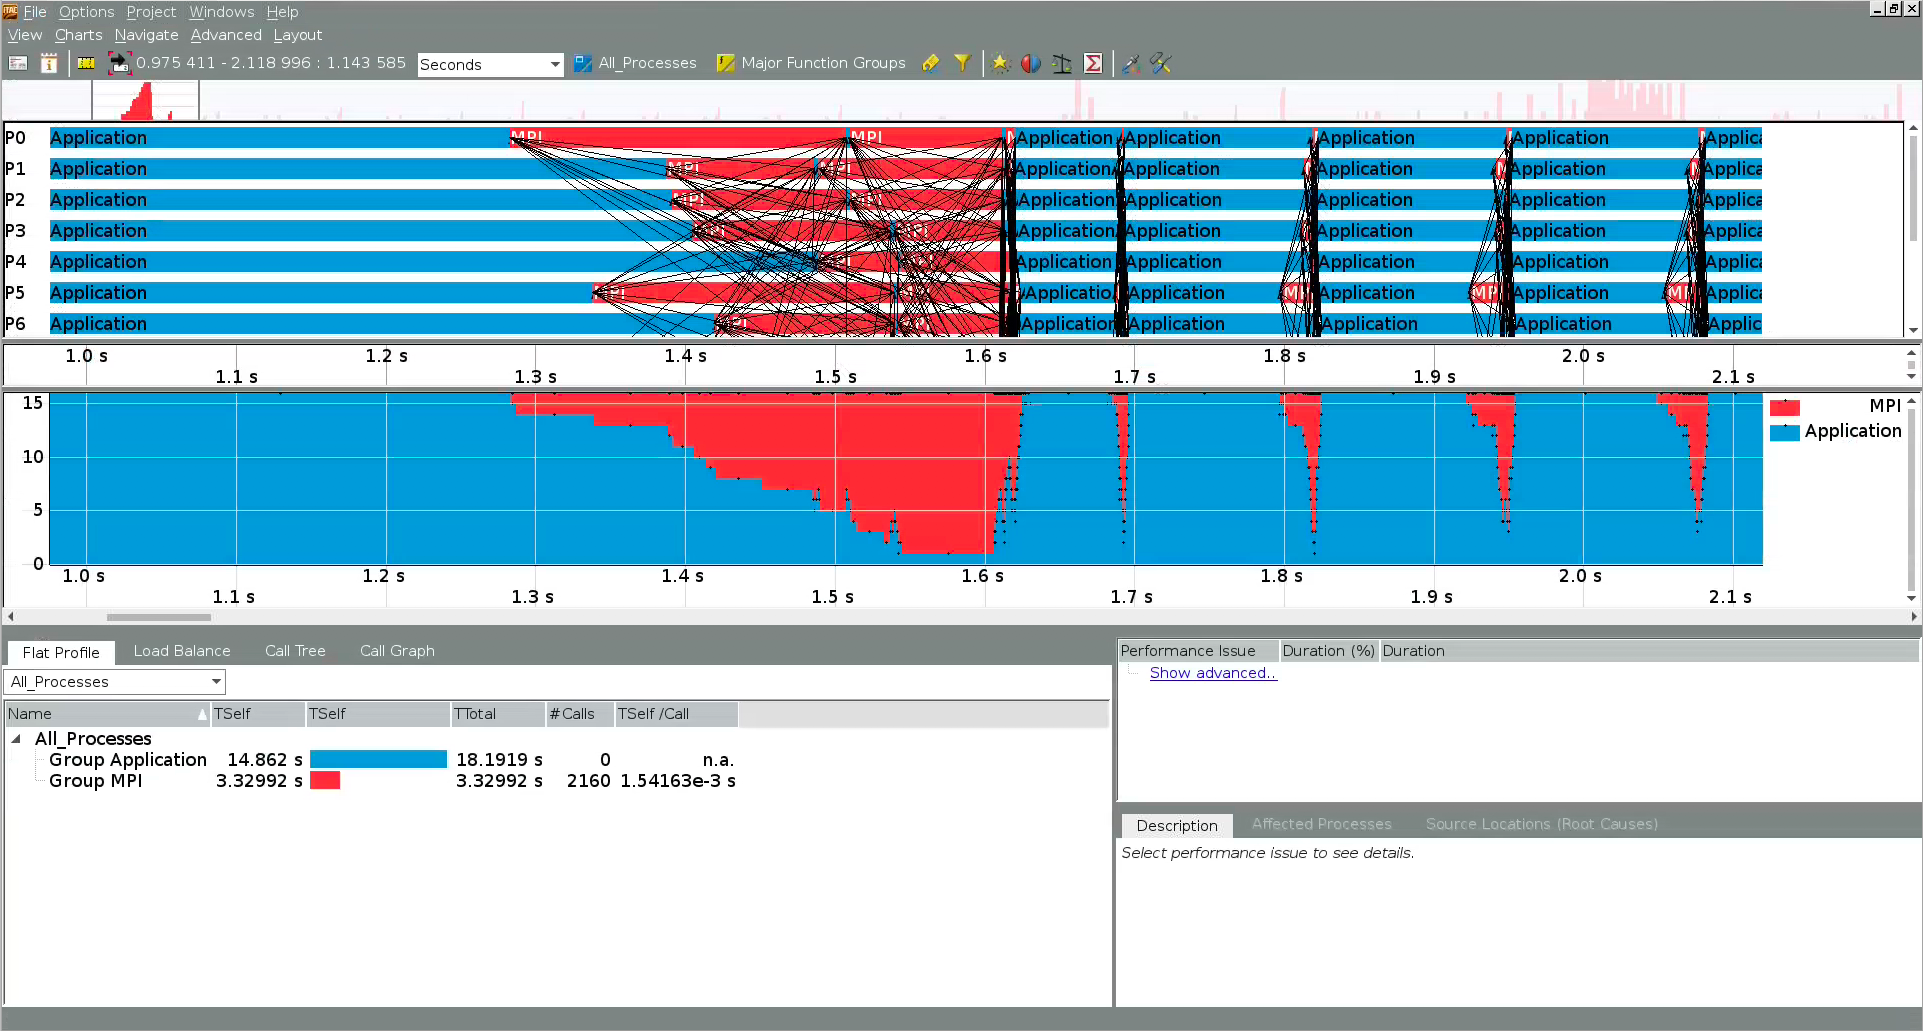 File Options Project Windows Help
View Charts Navigate Advanced Layout
0.975 411 - 2.118 996 : 1.143 585 Seconds All_Processes Major Function Groups
P0 Application MPI MPI Application Application Application Application Applica
P1 Application MPI MPI Application Application Application Application Applica
P2 Application MPI MPI Application Application Application Application Applica
P3 Application Application Application Application Application Applica
P4 Application Application Application Application Application Applica
P5 Application MPI Applicatio Application MI Application MP Application MI Applica
P6 Application Application Application Application Application Applic
1.0 s 1.2 s 1.4 s 1.6 s 1.8 s 2.0 s
1.1 s 1.3 s 1.5 s 1.7 s 1.9 s 2.1 s
15
10
5
0
MPI
Application
1.0 s 1.2 s 1.4 s 1.6 s 1.8 s 2.0 s
1.1 s 1.3 s 1.5 s 1.7 s 1.9 s 2.1 s
Flat Profile Load Balance Call Tree Call Graph
All_Processes
Name TSelf TSelf TTotal #Calls TSelf /Call
All_Processes
Group Application 14.862 s 18.1919 s 0 n.a.
Group MPI 3.32992 s 3.32992 s 2160 1.54163e-3 s
Performance Issue Duration (%) Duration
Show advanced..
Description Affected Processes Source Locations (Root Causes)
Select performance issue to see details.